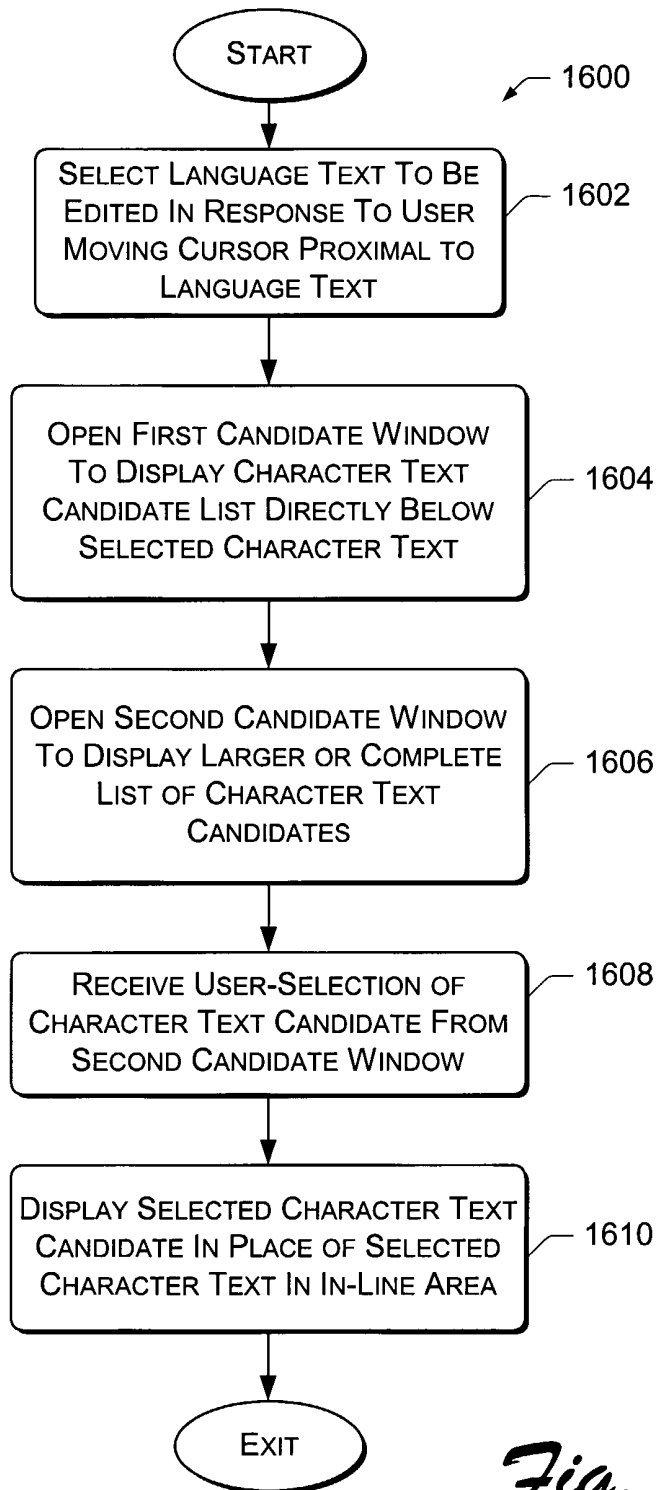 START
1600
SELECT LANGUAGE TEXT TO BE
EDITED IN RESPONSE TO USER
MOVING CURSOR PROXIMAL TO
LANGUAGE TEXT
1602
OPEN FIRST CANDIDATE WINDOW
TO DISPLAY CHARACTER TEXT
CANDIDATE LIST DIRECTLY BELOW
SELECTED CHARACTER TEXT
1604
OPEN SECOND CANDIDATE WINDOW
TO DISPLAY LARGER OR COMPLETE
LIST OF CHARACTER TEXT
CANDIDATES
1606
RECEIVE USER-SELECTION OF
CHARACTER TEXT CANDIDATE FROM
SECOND CANDIDATE WINDOW
1608
DISPLAY SELECTED CHARACTER TEXT
CANDIDATE IN PLACE OF SELECTED
CHARACTER TEXT IN IN-LINE AREA
1610
EXIT
Fig.